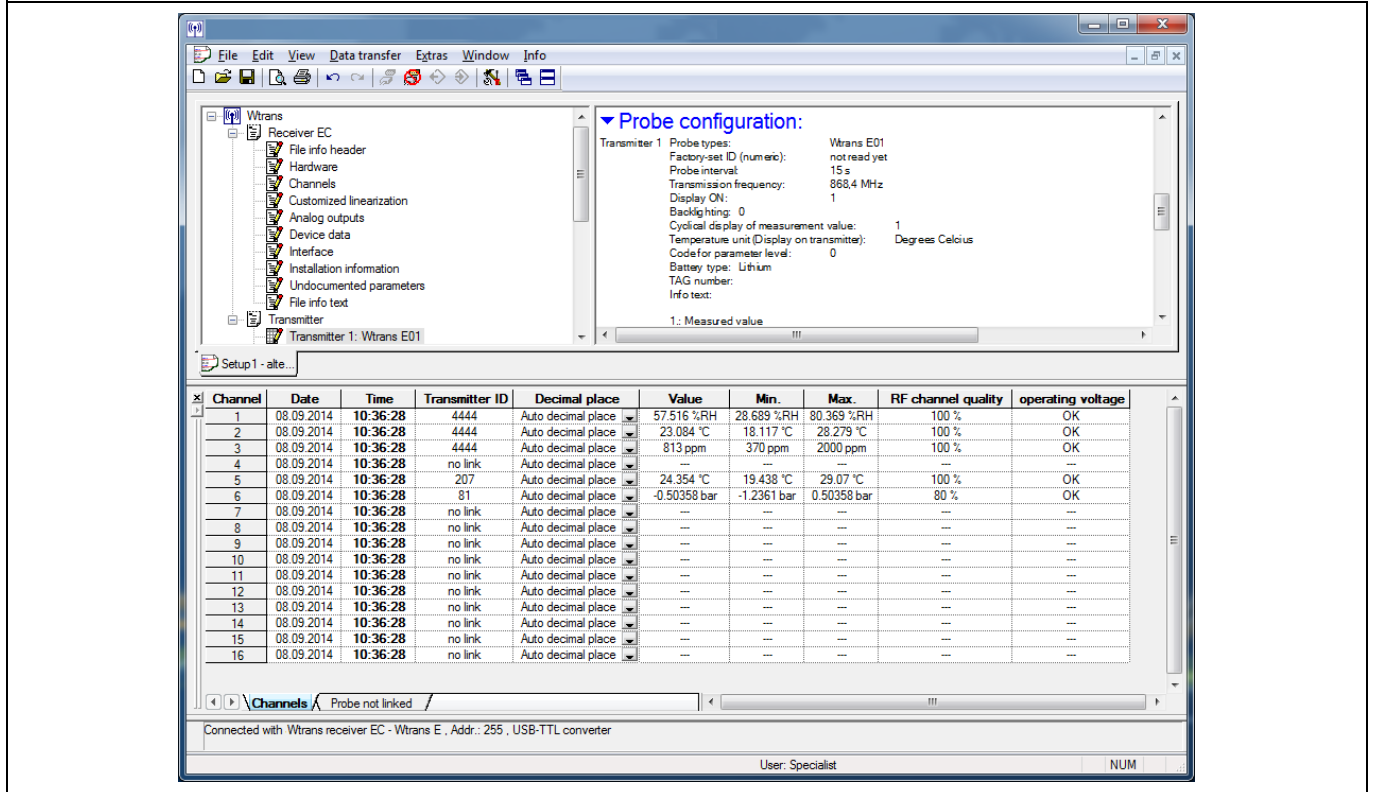 File Edit View Data transfer Extras Window Info
Wtrans
Receiver EC
File info header
Hardware
Channels
Customized linearization
Analog outputs
Device data
Interface
Installation information
Undocumented parameters
File info text
Transmitter
Transmitter 1: Wtrans E01
Probe configuration:
Transmitter 1 Probe types: Wtrans E01
Factory-set ID (numeric): not read yet
Probe interval: 15 s
Transmission frequency: 868,4 MHz
Display ON: 1
Backlighting: 0
Cyclical display of measurement value: 1
Temperature unit (Display on transmitter): Degrees Celcius
Code for parameter level: 0
Battery type: Lithium
TAG number:
Info text:
1.: Measured value
Setup1 - alte...
Channel Date Time Transmitter ID Decimal place Value Min. Max. RF channel quality operating voltage
1 08.09.2014 10:36:28 4444 Auto decimal place 57.516 %RH 28.689 %RH 80.369 %RH 100 % OK
2 08.09.2014 10:36:28 4444 Auto decimal place 23.084 °C 18.117 °C 28.279 °C 100 % OK
3 08.09.2014 10:36:28 4444 Auto decimal place 813 ppm 370 ppm 2000 ppm 100 % OK
4 08.09.2014 10:36:28 no link Auto decimal place --- --- --- --- ---
5 08.09.2014 10:36:28 207 Auto decimal place 24.354 °C 19.438 °C 29.07 °C 100 % OK
6 08.09.2014 10:36:28 81 Auto decimal place -0.50358 bar -1.2361 bar 0.50358 bar 80 % OK
7 08.09.2014 10:36:28 no link Auto decimal place --- --- --- --- ---
8 08.09.2014 10:36:28 no link Auto decimal place --- --- --- --- ---
9 08.09.2014 10:36:28 no link Auto decimal place --- --- --- --- ---
10 08.09.2014 10:36:28 no link Auto decimal place --- --- --- --- ---
11 08.09.2014 10:36:28 no link Auto decimal place --- --- --- --- ---
12 08.09.2014 10:36:28 no link Auto decimal place --- --- --- --- ---
13 08.09.2014 10:36:28 no link Auto decimal place --- --- --- --- ---
14 08.09.2014 10:36:28 no link Auto decimal place --- --- --- --- ---
15 08.09.2014 10:36:28 no link Auto decimal place --- --- --- --- ---
16 08.09.2014 10:36:28 no link Auto decimal place --- --- --- --- ---
Channels Probe not linked
Connected with Wtrans receiver EC - Wtrans E , Addr.: 255 , USB-TTL converter
User: Specialist NUM